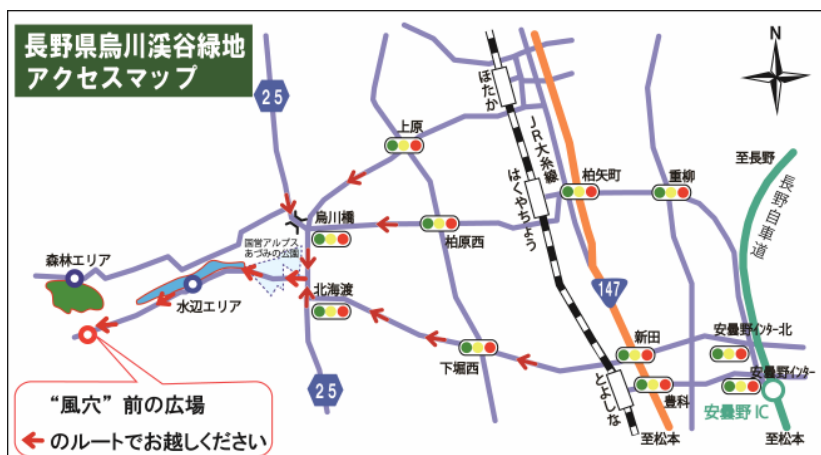 長野県烏川渓谷緑地
アクセスマップ
N
25
ほたか
上原
JR大糸線
至長野
長野自動車道
柏矢町
重柳
はくやちょう
烏川橋
柏原西
国営アルプス
あづみの公園
森林エリア
水辺エリア
北海渡
147
新田
安曇野インター北
下堀西
安曇野インター
25
とよしな
豊科
安曇野IC
至松本
至松本
“風穴”前の広場
のルートでお越しください